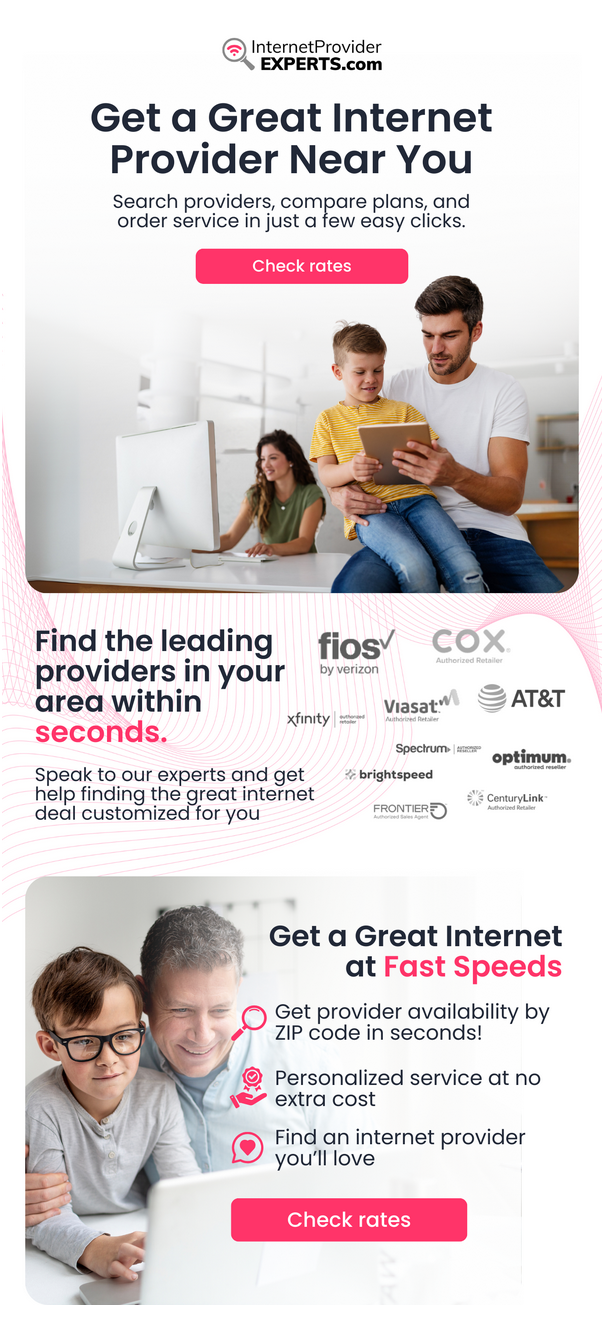 InternetProvider
EXPERTS.com
Get a Great Internet
Provider Near You
Search providers, compare plans, and
order service in just a few easy clicks.
Check rates
Find the leading
providers in your
area within
seconds.
Speak to our experts and get
help finding the great internet
deal customized for you
fios
by verizon
COX
Authorized Retailer
xfinity
authorized
retailer
Viasat
Authorized Retailer
AT&T
Spectrum
AUTHORIZED
RESELLER
optimum.
authorized reseller
brightspeed
FRONTIER
Authorized Sales Agent
CenturyLink
Authorized Retailer
Get a Great Internet
at Fast Speeds
Get provider availability by
ZIP code in seconds!
Personalized service at no
extra cost
Find an internet provider
you’ll love
Check rates